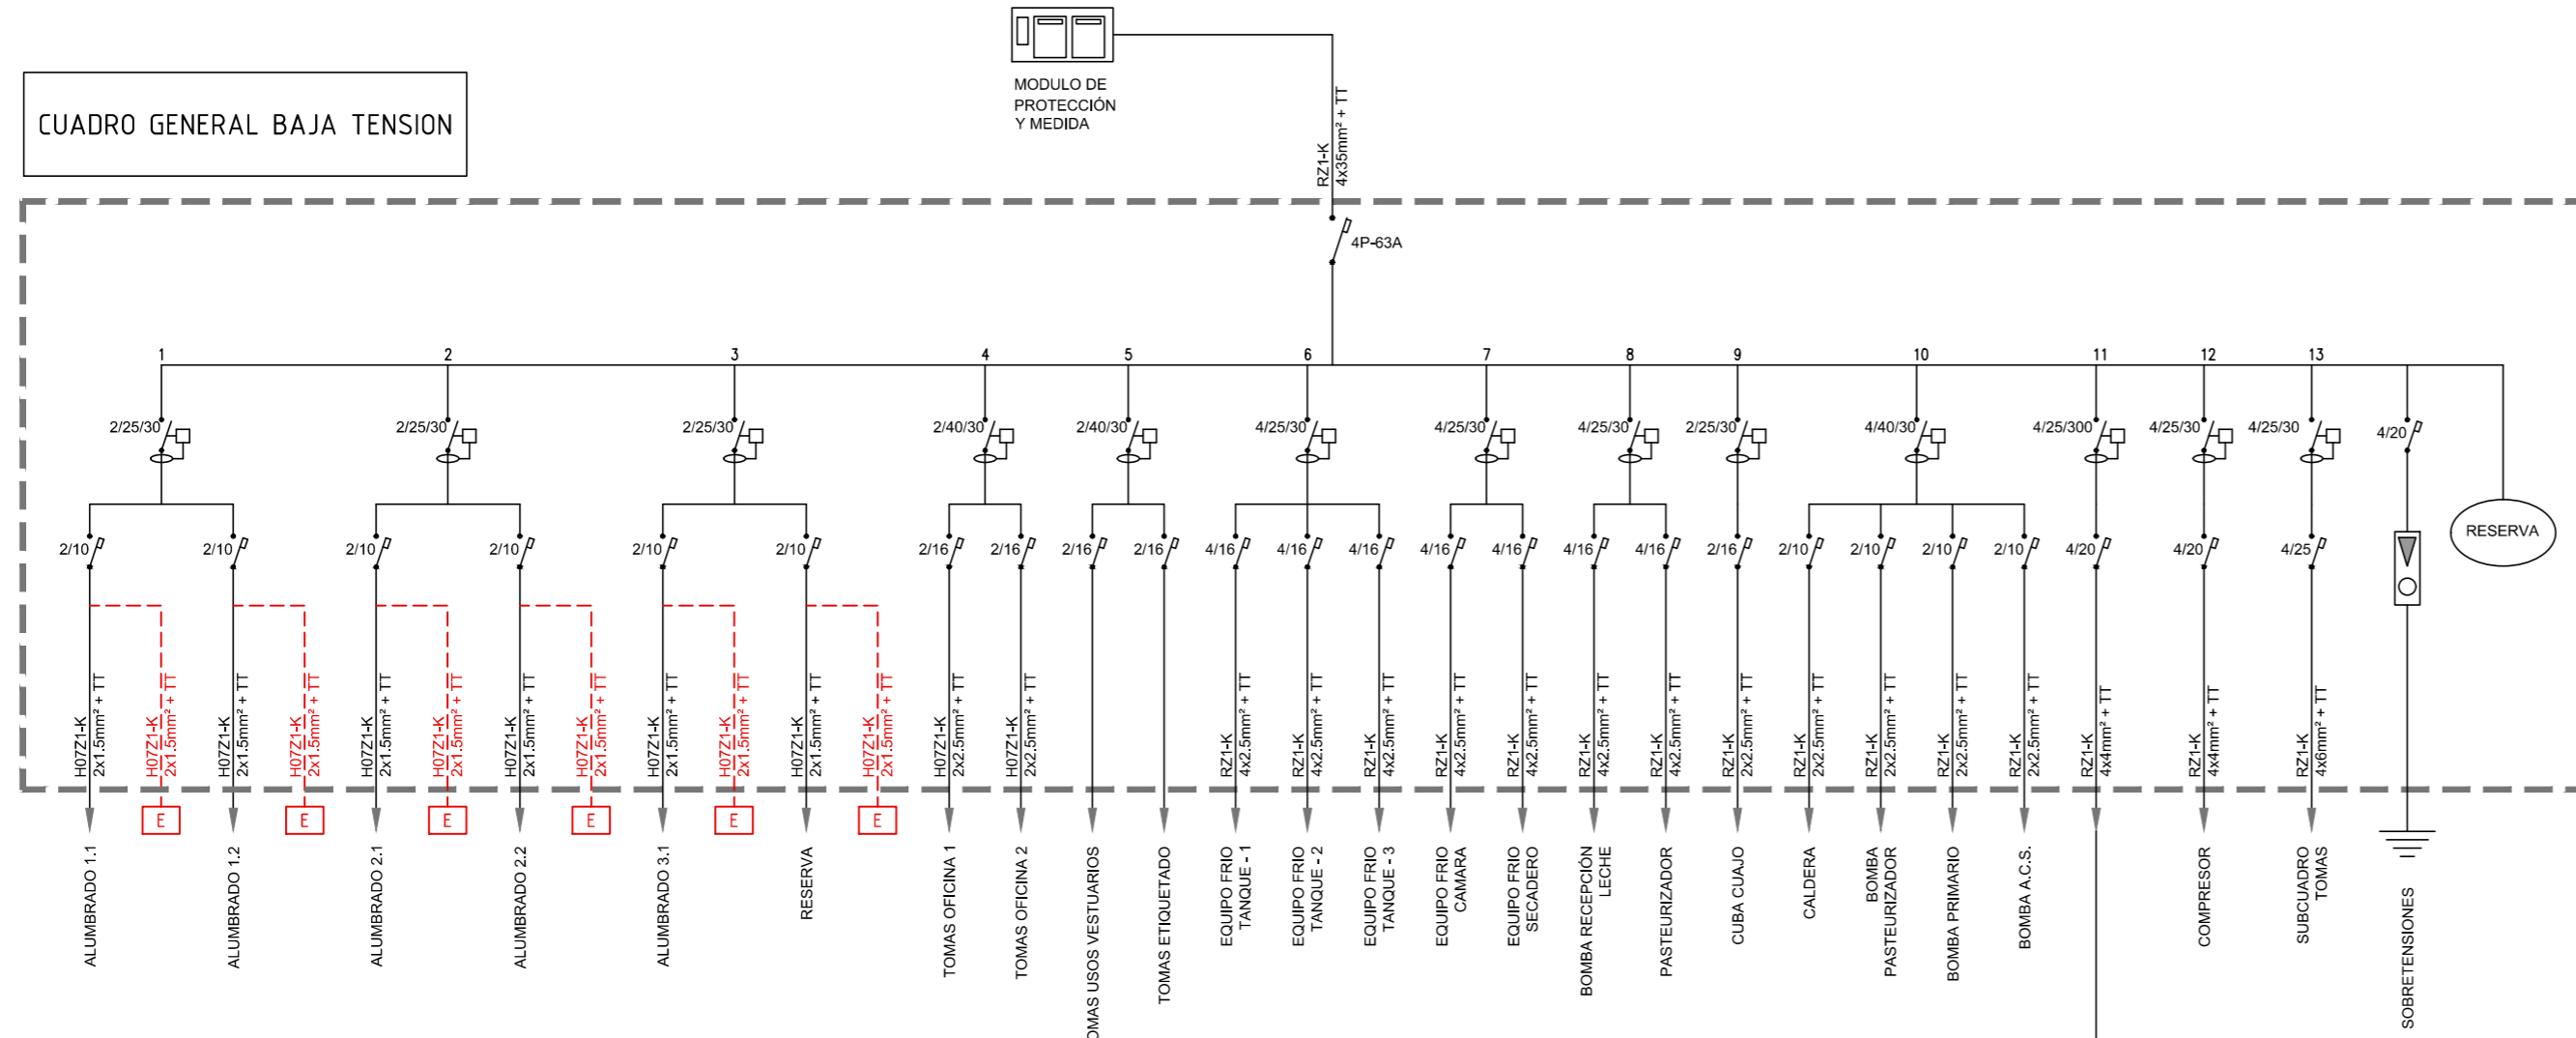 MODULO DE
PROTECCIÓN
Y MEDIDA
CUADRO GENERAL BAJA TENSION
RZ1-K
4x35mm² + TT
4P-63A
1
2
3
4
5
6
7
8
9
10
11
12
13
2/25/30
2/25/30
2/25/30
2/40/30
2/40/30
4/25/30
4/25/30
4/25/30
2/25/30
4/40/30
4/25/300
4/25/30
4/25/30
4/20
RESERVA
2/10
2/10
2/10
2/10
2/10
2/10
2/16
2/16
2/16
2/16
4/16
4/16
4/16
4/16
4/16
4/16
4/16
2/16
2/10
2/10
2/10
2/10
4/20
4/20
4/25
H07Z1-K
2x1.5mm² + TT
H07Z1-K
2x1.5mm² + TT
H07Z1-K
2x1.5mm² + TT
H07Z1-K
2x1.5mm² + TT
H07Z1-K
2x1.5mm² + TT
H07Z1-K
2x1.5mm² + TT
H07Z1-K
2x1.5mm² + TT
H07Z1-K
2x1.5mm² + TT
H07Z1-K
2x1.5mm² + TT
H07Z1-K
2x1.5mm² + TT
H07Z1-K
2x1.5mm² + TT
H07Z1-K
2x1.5mm² + TT
H07Z1-K
2x2.5mm² + TT
H07Z1-K
2x2.5mm² + TT
RZ1-K
4x2.5mm² + TT
RZ1-K
4x2.5mm² + TT
RZ1-K
4x2.5mm² + TT
RZ1-K
4x2.5mm² + TT
RZ1-K
4x2.5mm² + TT
RZ1-K
4x2.5mm² + TT
RZ1-K
4x2.5mm² + TT
RZ1-K
2x2.5mm² + TT
RZ1-K
2x2.5mm² + TT
RZ1-K
2x2.5mm² + TT
RZ1-K
2x2.5mm² + TT
RZ1-K
2x2.5mm² + TT
RZ1-K
4x4mm² + TT
RZ1-K
4x4mm² + TT
RZ1-K
4x6mm² + TT
E
E
E
E
E
E
ALUMBRADO 1.1
ALUMBRADO 1.2
ALUMBRADO 2.1
ALUMBRADO 2.2
ALUMBRADO 3.1
RESERVA
TOMAS OFICINA 1
TOMAS OFICINA 2
OMAS USOS VESTUARIOS
TOMAS ETIQUETADO
EQUIPO FRIO
TANQUE - 1
EQUIPO FRIO
TANQUE - 2
EQUIPO FRIO
TANQUE - 3
EQUIPO FRIO
CAMARA
EQUIPO FRIO
SECADERO
BOMBA RECEPCIÓN
LECHE
PASTEURIZADOR
CUBA CUAJO
CALDERA
BOMBA
PASTEURIZADOR
BOMBA PRIMARIO
BOMBA A.C.S.
COMPRESOR
SUBCUADRO
TOMAS
SOBRETENSIONES